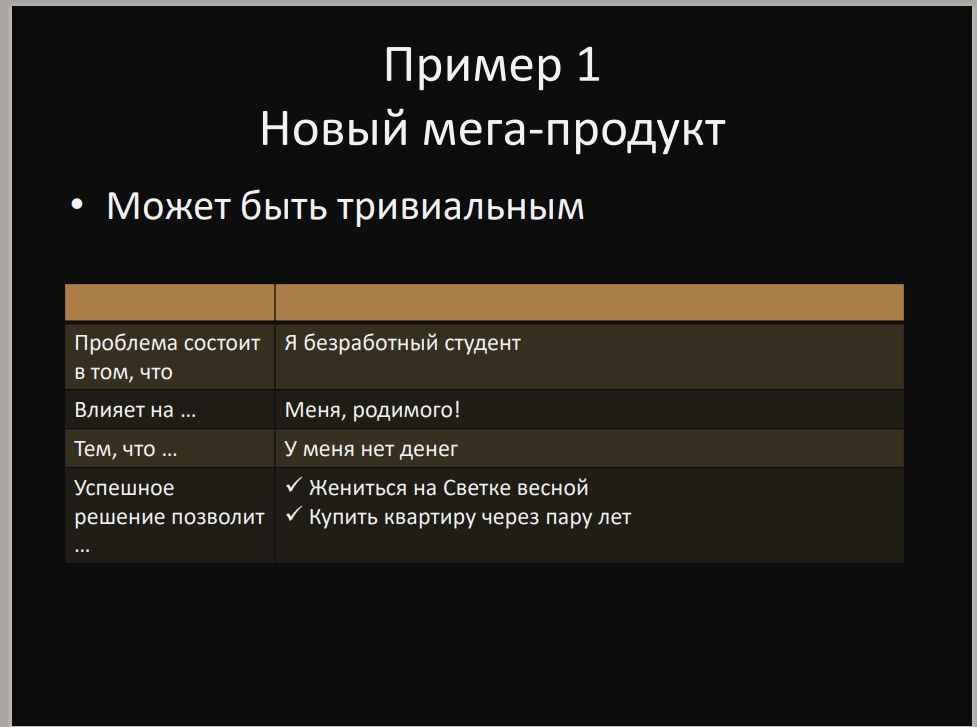 Пример 1
Новый мега-продукт
• Может быть тривиальным
Проблема состоит
в том, что
Я безработный студент
Влияет на ...
Меня, родимого!
Тем, что ...
У меня нет денег
Успешное
решение позволит
...
✓ Жениться на Светке весной
✓ Купить квартиру через пару лет